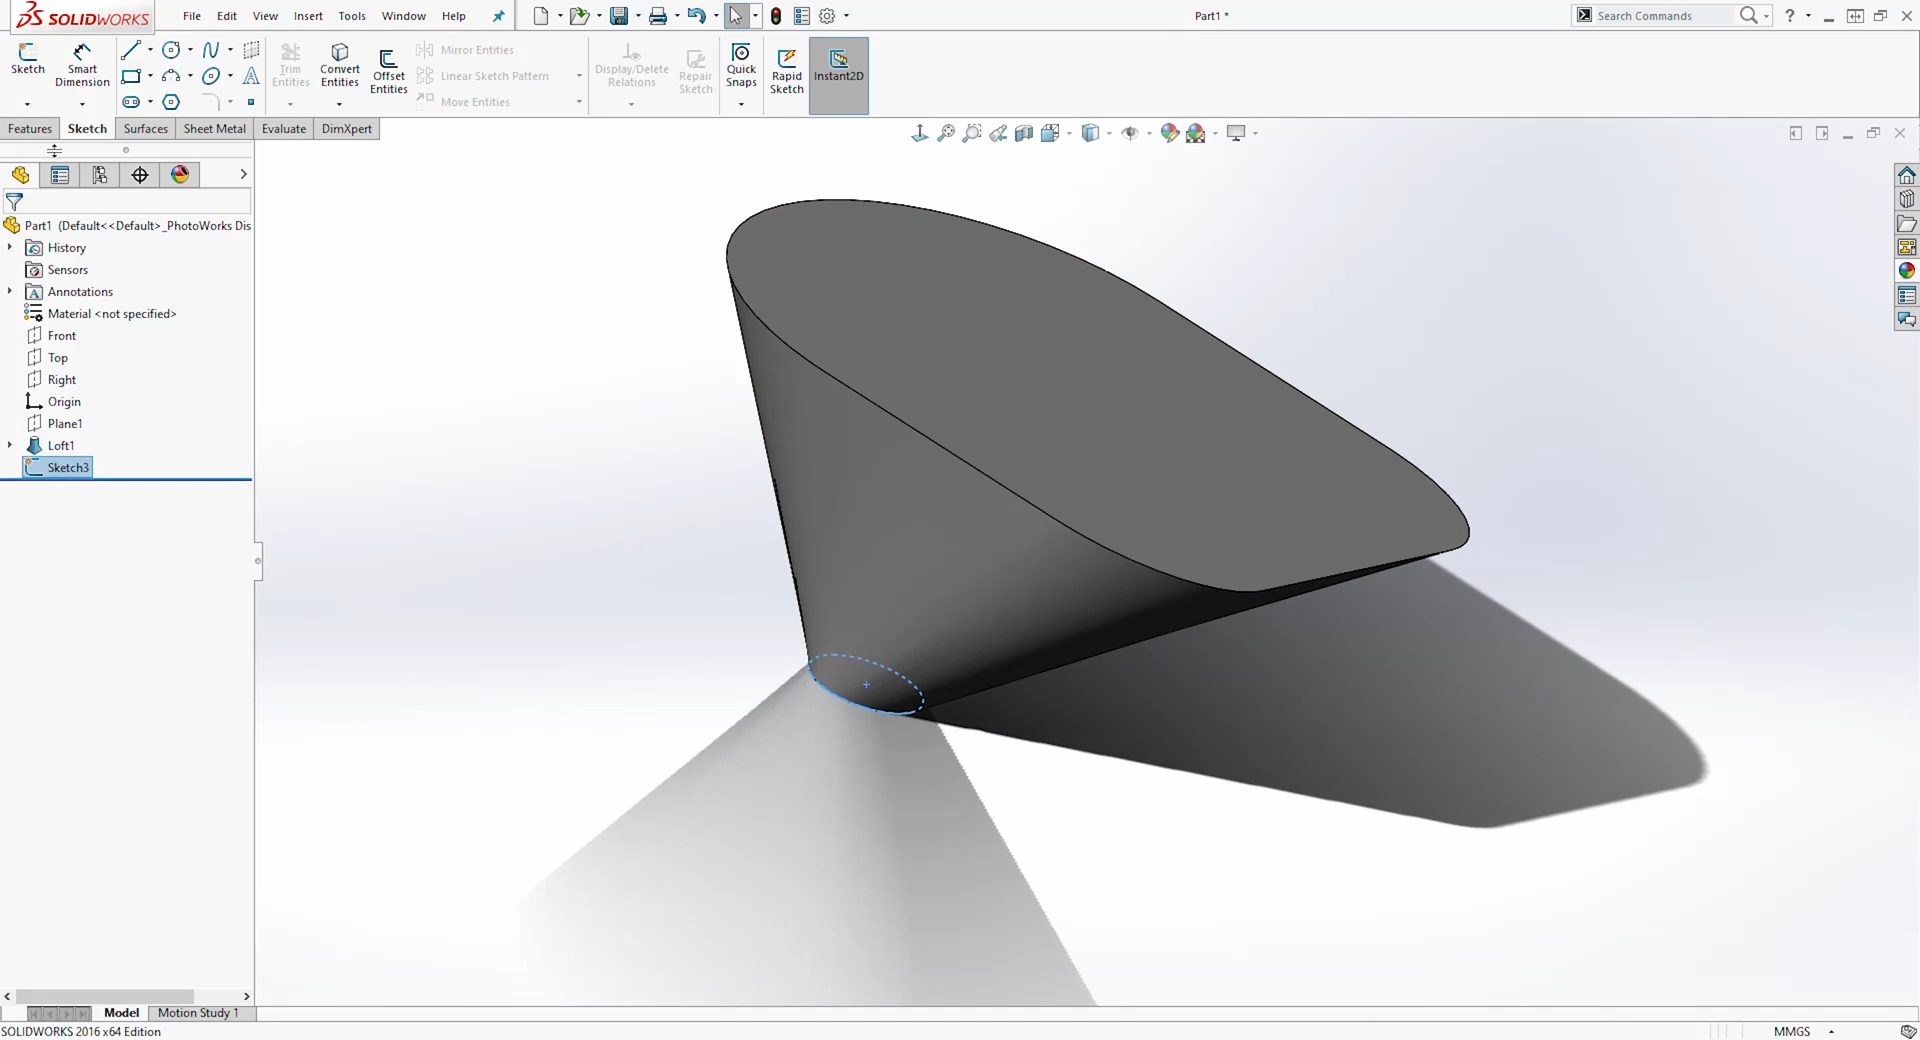 SOLIDWORKS
File Edit View Insert Tools Window Help
Part1 *
Search Commands
?
Sketch
Smart Dimension
Trim Entities
Convert Entities
Offset Entities
Mirror Entities
Linear Sketch Pattern
Move Entities
Display/Delete Relations
Repair Sketch
Quick Snaps
Rapid Sketch
Instant2D
Features Sketch Surfaces Sheet Metal Evaluate DimXpert
Part1 (Default<<Default>_PhotoWorks Dis
History
Sensors
Annotations
Material <not specified>
Front
Top
Right
Origin
Plane1
Loft1
Sketch3
Model Motion Study 1
SOLIDWORKS 2016 x64 Edition
MMGS